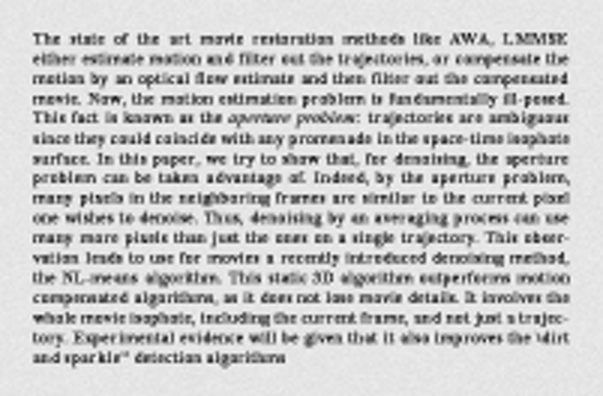 The state of the art movie restoration methods like AWA, LMMSE
either estimate motion and filter out the trajectories, or compensate the
motion by an optical flow estimate and then filter out the compensated
movie. Now, the motion estimation problem is fundamentally ill-posed.
This fact is known as the aperture problem: trajectories are ambiguous
since they could coincide with any promenade in the space-time isophote
surface. In this paper, we try to show that, for denoising, the aperture
problem can be taken advantage of. Indeed, by the aperture problem,
many pixels in the neighboring frames are similar to the current pixel
one wishes to denoise. Thus, denoising by an averaging process can use
many more pixels than just the ones on a single trajectory. This obser-
vation leads to use for movies a recently introduced denoising method,
the NL-means algorithm. This static 3D algorithm outperforms motion
compensated algorithms, as it does not lose movie details. It involves the
whole movie isophote, including the current frame, and not just a trajec-
tory. Experimental evidence will be given that it also improves the \dirt
and sparkle" detection algorithms